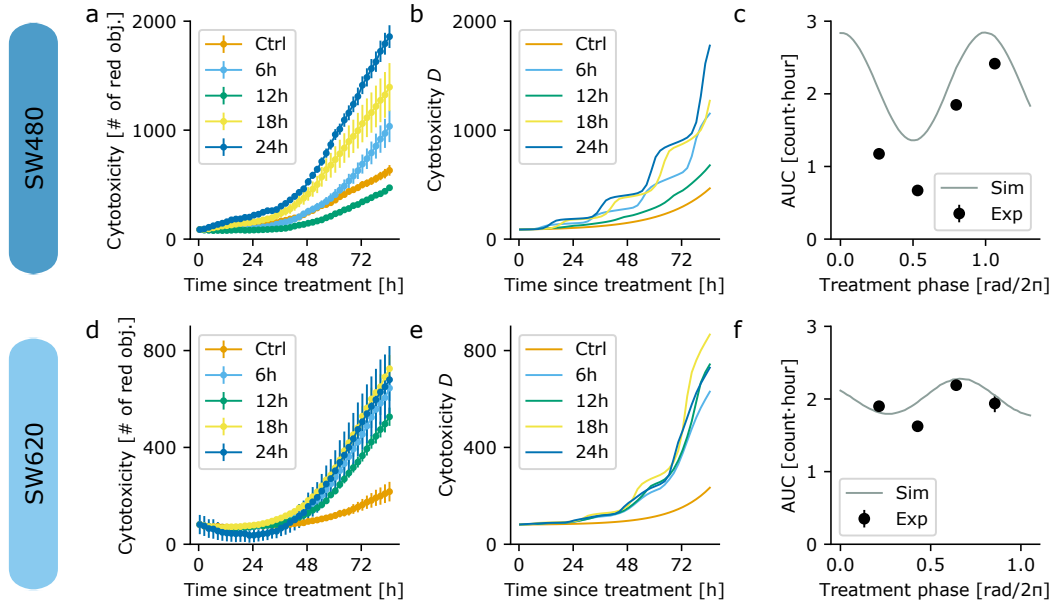 SW480
a
Cytotoxicity [# of red obj.]
2000
1000
0
Ctrl
6h
12h
18h
24h
0
24
48
72
Time since treatment [h]
b
Cytotoxicity D
2000
1000
0
Ctrl
6h
12h
18h
24h
0
24
48
72
Time since treatment [h]
c
AUC [count·hour]
3
2
1
0
Sim
Exp
0.0
0.5
1.0
Treatment phase [rad/2π]
SW620
d
Cytotoxicity [# of red obj.]
800
400
0
Ctrl
6h
12h
18h
24h
0
24
48
72
Time since treatment [h]
e
Cytotoxicity D
800
400
0
Ctrl
6h
12h
18h
24h
0
24
48
72
Time since treatment [h]
f
AUC [count·hour]
3
2
1
0
Sim
Exp
0.0
0.5
1.0
Treatment phase [rad/2π]